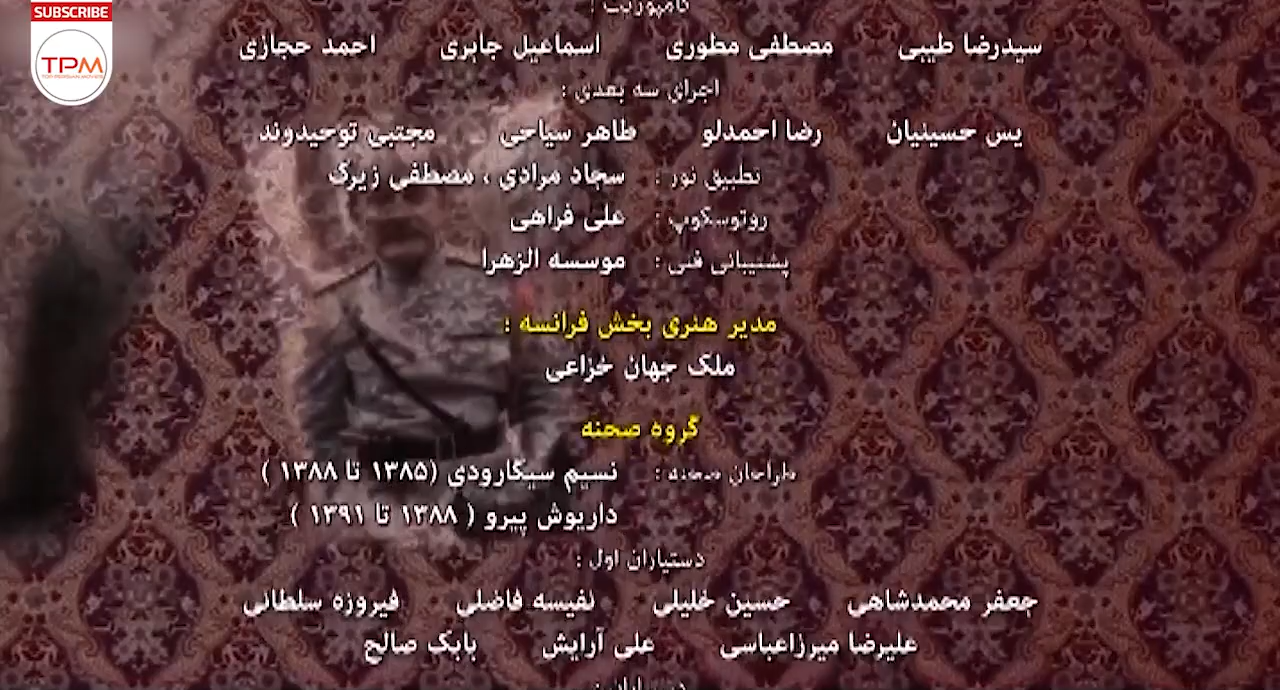 SUBSCRIBE
TPM
کامپوزیت :
سیدرضا طیبی مصطفی مطوری اسماعیل جابری احمد حجازی
اجرای سه بعدی :
یس حسینیان رضا احمدلو طاهر سیاحی مجتبی توحیدوند
تطبیق نور : سجاد مرادی ، مصطفی زیرک
روتوسکوپ : علی فراهی
پشتیبانی فنی : موسسه الزهرا
مدیر هنری بخش فرانسه :
ملک جهان خزاعی
گروه صحنه
طراحان صحنه : نسیم سیگارودی (۱۳۸۵ تا ۱۳۸۸ )
داریوش پیرو ( ۱۳۸۸ تا ۱۳۹۱ )
دستیاران اول :
جعفر محمدشاهی حسین خلیلی نفیسه فاضلی فیروزه سلطانی
علیرضا میرزاعباسی علی آرایش بابک صالح